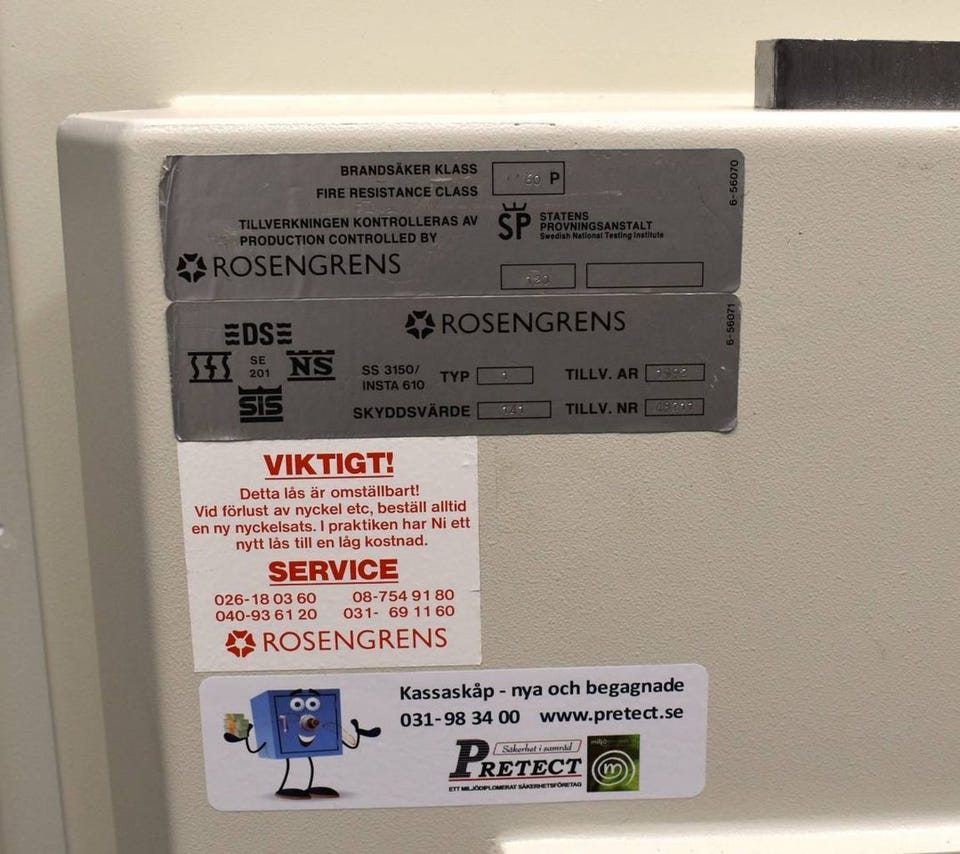 BRANDSÄKER KLASS
FIRE RESISTANCE CLASS
60 P
TILLVERKNINGEN KONTROLLERAS AV
PRODUCTION CONTROLLED BY
SP STATENS
PROVNINGSANSTALT
Swedish National Testing Institute
ROSENGRENS
120
6-56070
DS
SE
201
NS
SIS
ROSENGRENS
SS 3150/
INSTA 610
TYP
TILLV. AR
SKYDDSVÄRDE 141
TILLV. NR
6-56071
VIKTIGT!
Detta lås är omställbart!
Vid förlust av nyckel etc, beställ alltid
en ny nyckelsats. I praktiken har Ni ett
nytt lås till en låg kostnad.
SERVICE
026-18 03 60 08-754 91 80
040-93 61 20 031- 69 11 60
ROSENGRENS
Kassaskåp - nya och begagnade
031-98 34 00 www.pretect.se
Säkerhet i samråd
PRETECT
ETT MILJÖDIPLOMERAT SÄKERHETSFÖRETAG
m